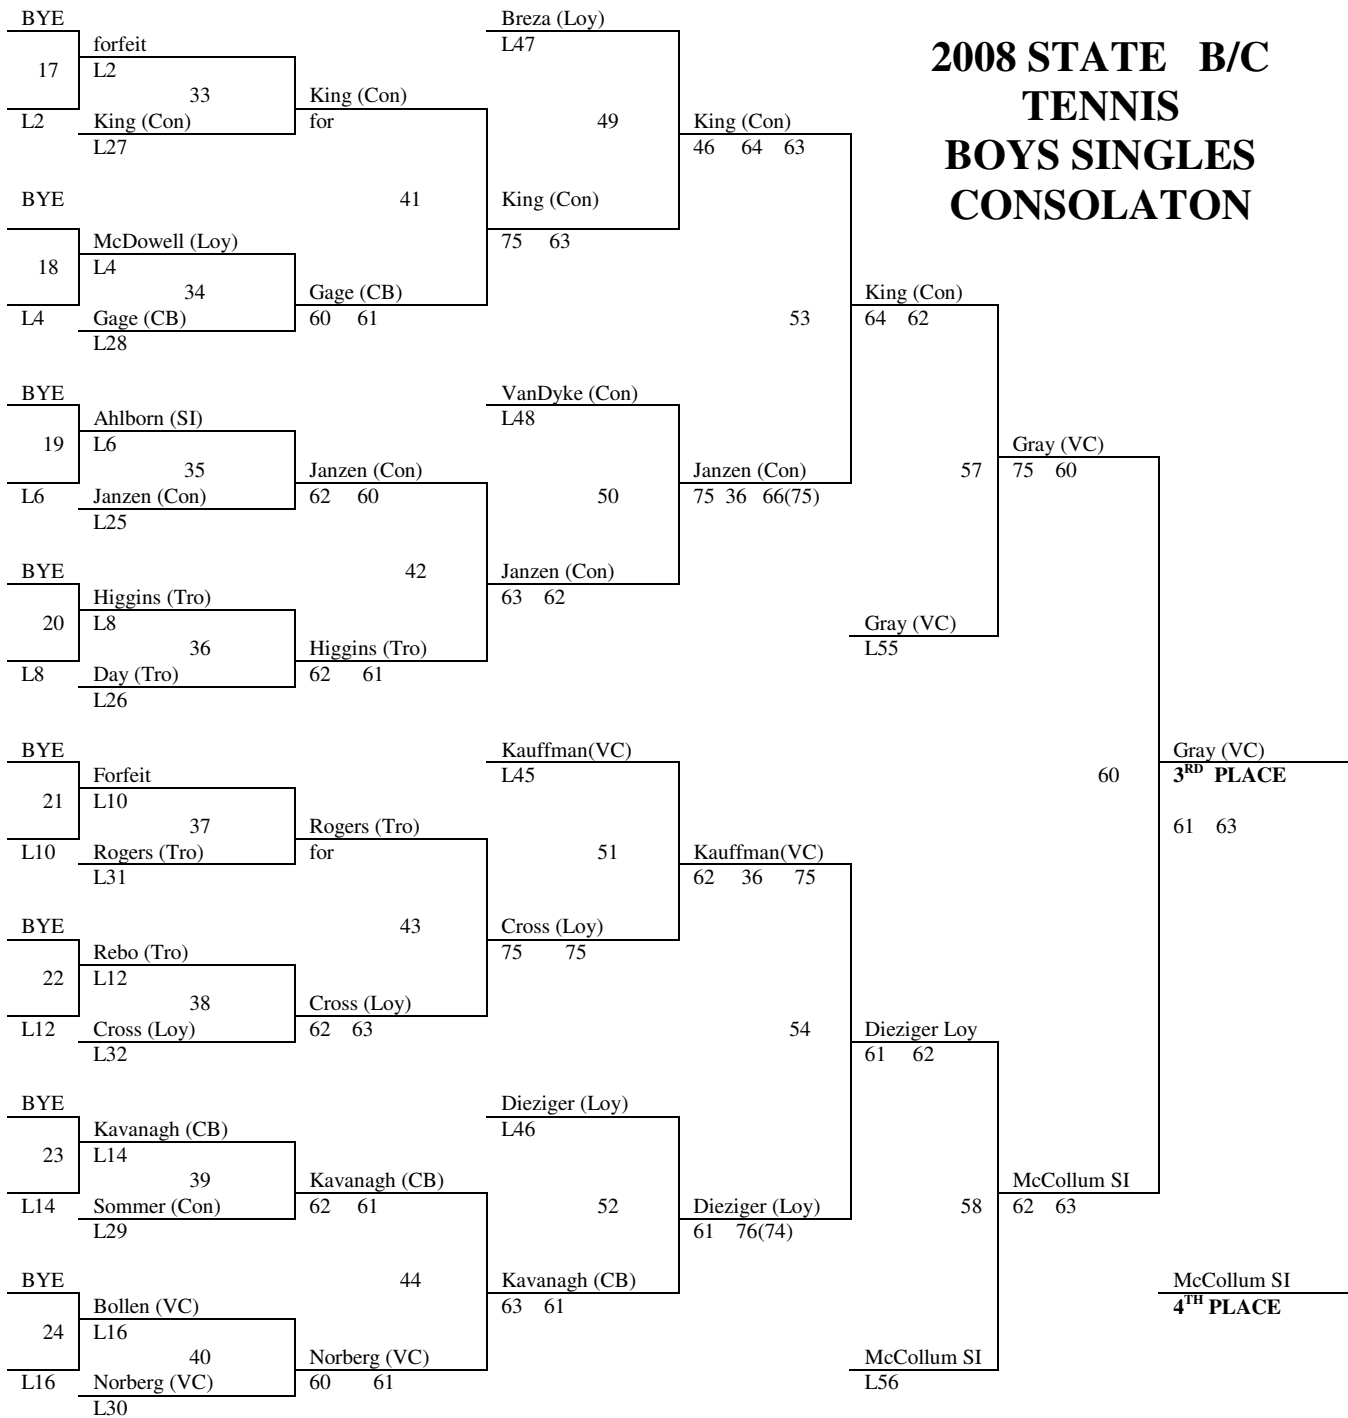 2008 STATE B/C
TENNIS
BOYS SINGLES
CONSOLATON
BYE
17
L2
forfeit
L2
33
King (Con)
L27
King (Con)
for
BYE
18
L4
McDowell (Loy)
L4
34
Gage (CB)
L28
Gage (CB)
60 61
41
King (Con)
75 63
Breza (Loy)
L47
49
King (Con)
46 64 63
BYE
19
L6
Ahlborn (SI)
L6
35
Janzen (Con)
L25
Janzen (Con)
62 60
BYE
20
L8
Higgins (Tro)
L8
36
Day (Tro)
L26
Higgins (Tro)
62 61
42
Janzen (Con)
63 62
VanDyke (Con)
L48
50
Janzen (Con)
75 36 66(75)
53
King (Con)
64 62
57
Gray (VC)
L55
Gray (VC)
75 60
BYE
21
L10
Forfeit
L10
37
Rogers (Tro)
L31
Rogers (Tro)
for
BYE
22
L12
Rebo (Tro)
L12
38
Cross (Loy)
L32
Cross (Loy)
62 63
43
Cross (Loy)
75 75
Kauffman(VC)
L45
51
Kauffman(VC)
62 36 75
BYE
23
L14
Kavanagh (CB)
L14
39
Sommer (Con)
L29
Kavanagh (CB)
62 61
BYE
24
L16
Bollen (VC)
L16
40
Norberg (VC)
L30
Norberg (VC)
60 61
44
Kavanagh (CB)
63 61
Dieziger (Loy)
L46
52
Dieziger (Loy)
61 76(74)
54
Dieziger Loy
61 62
58
McCollum SI
L56
McCollum SI
62 63
60
Gray (VC)
3RD PLACE
61 63
McCollum SI
4TH PLACE